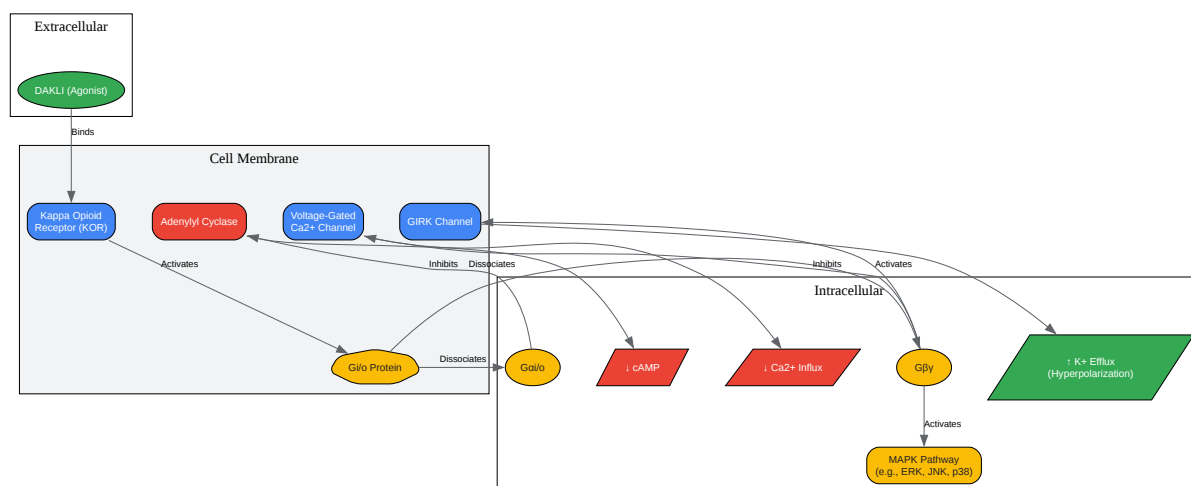 Extracellular
DAKLI (Agonist)
Binds
Cell Membrane
Kappa Opioid
Receptor (KOR)
Adenylyl Cyclase
Voltage-Gated
Ca2+ Channel
GIRK Channel
Activates
Inhibits
Dissociates
Inhibits
Activates
Intracellular
Gi/o Protein
Dissociates
Gαi/o
↓ cAMP
↓ Ca2+ Influx
Gβγ
↑ K+ Efflux
(Hyperpolarization)
Activates
MAPK Pathway
(e.g., ERK, JNK, p38)